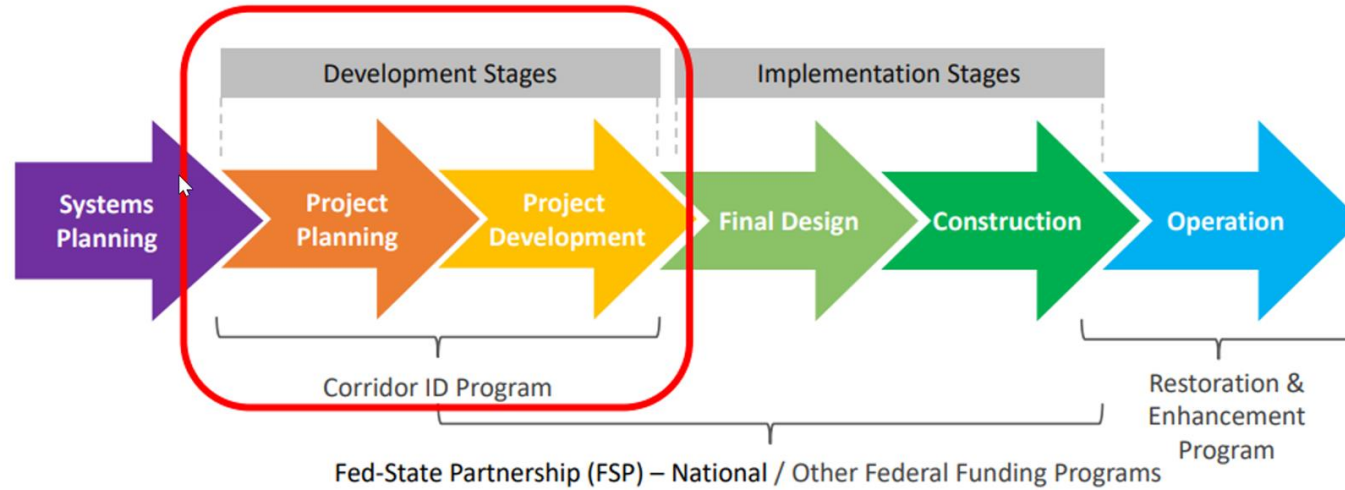 Development Stages
Implementation Stages
Systems
Planning
Project
Planning
Project
Development
Final Design
Construction
Operation
Corridor ID Program
Restoration &
Enhancement
Program
Fed-State Partnership (FSP) – National / Other Federal Funding Programs